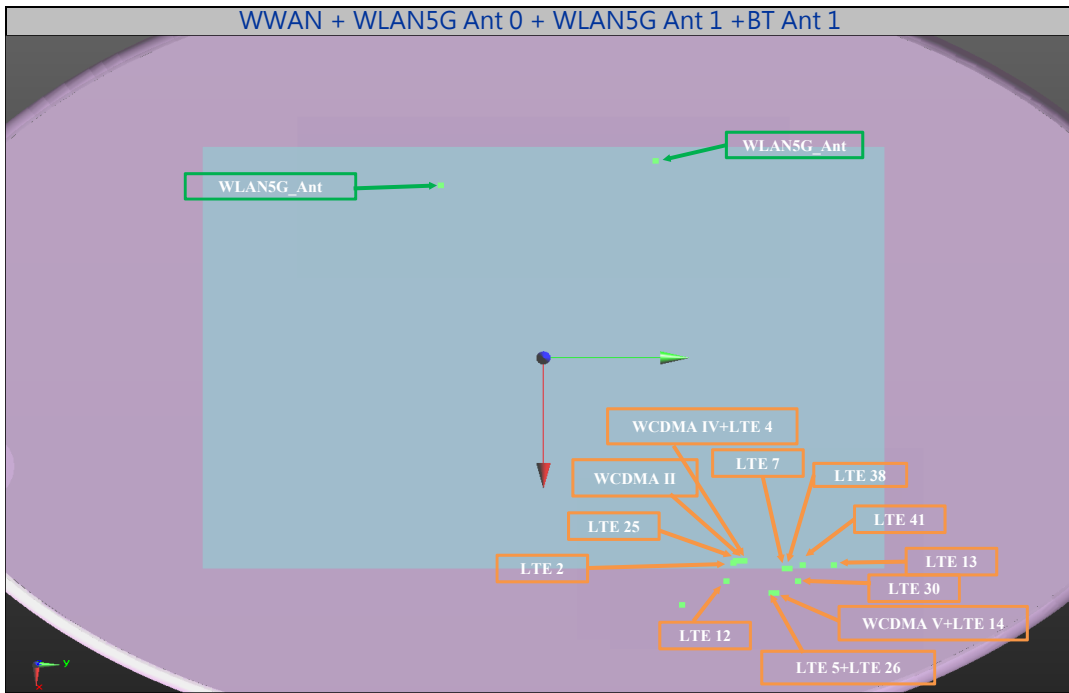 WWAN + WLAN5G Ant 0 + WLAN5G Ant 1 +BT Ant 1
WLAN5G_Ant
WLAN5G_Ant
WCDMA IV+LTE 4
LTE 7
WCDMA II
LTE 38
LTE 41
LTE 25
LTE 2
LTE 13
LTE 30
WCDMA V+LTE 14
LTE 12
LTE 5+LTE 26
y
x